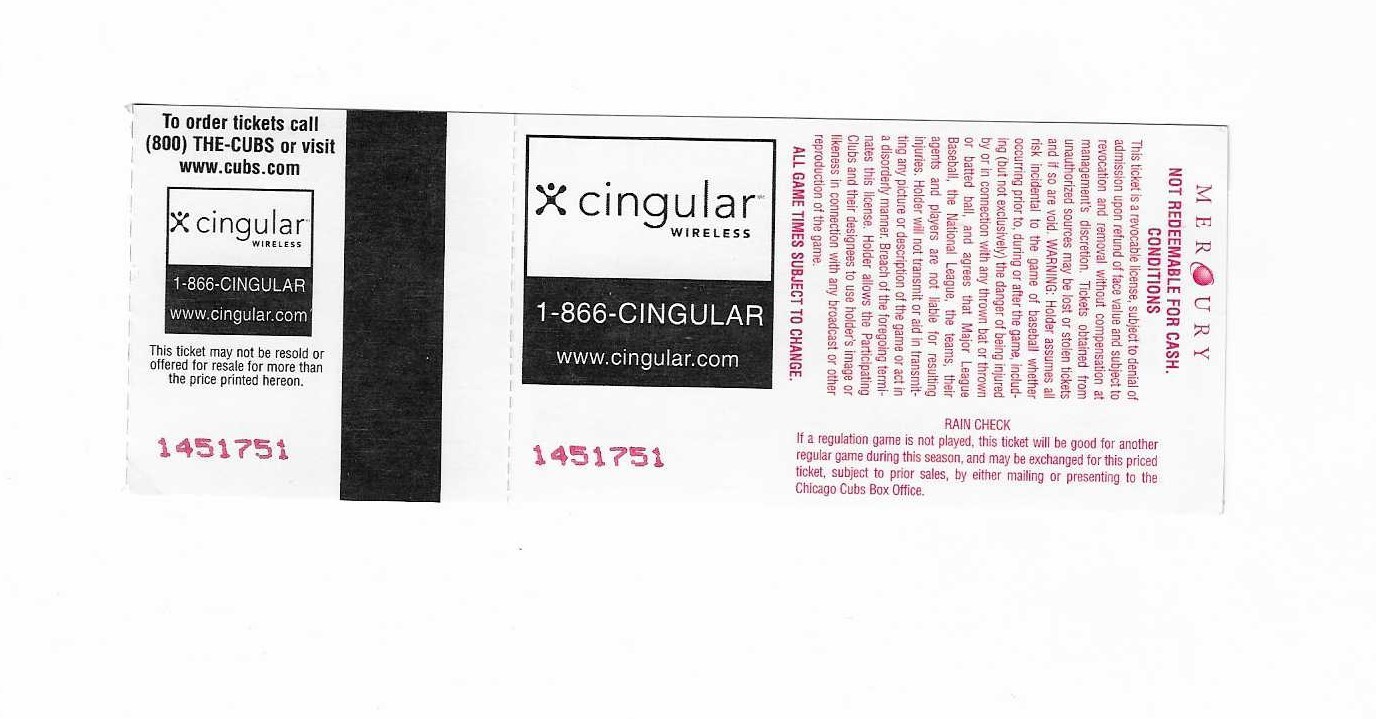 To order tickets call
(800) THE-CUBS or visit
www.cubs.com
cingular
WIRELESS
1-866-CINGULAR
www.cingular.com
This ticket may not be resold or
offered for resale for more than
the price printed hereon.
1451751
cingular
WIRELESS
1-866-CINGULAR
www.cingular.com
1451751
MERCURY
NOT REDEEMABLE FOR CASH.
CONDITIONS
This ticket is a revocable license, subject to denial of
admission upon refund of face value and subject to
revocation and removal without compensation at
management's discretion. Tickets obtained from
unauthorized sources may be lost or stolen tickets
and if so are void. WARNING: Holder assumes all
risk incidental to the game of baseball whether
occurring prior to, during or after the game, includ-
ing (but not exclusively) the danger of being injured
by or in connection with any thrown bat or thrown
or batted ball, and agrees that Major League
Baseball, the National League, the teams, their
agents and players are not liable for resulting
injuries. Holder will not transmit or aid in transmit-
ting any picture or description of the game or act in
a disorderly manner. Breach of the foregoing termi-
nates this license. Holder allows the Participating
Clubs and their designees to use holder's image or
likeness in connection with any broadcast or other
reproduction of the game.
ALL GAME TIMES SUBJECT TO CHANGE.
RAIN CHECK
If a regulation game is not played, this ticket will be good for another
regular game during this season, and may be exchanged for this priced
ticket, subject to prior sales, by either mailing or presenting to the
Chicago Cubs Box Office.